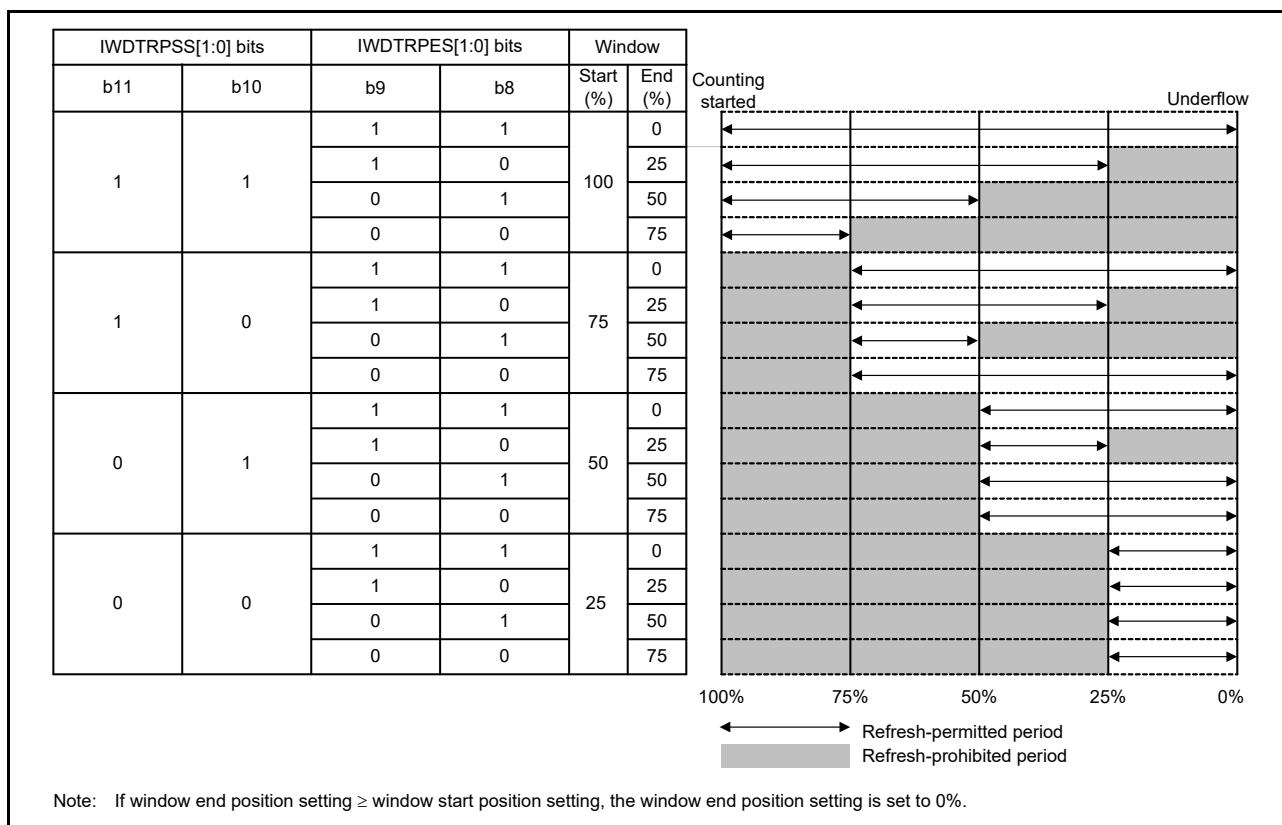 IWDTRPSS[1:0] bits IWDTRPES[1:0] bits Window
b11 b10 b9 b8 Start (%) End (%) Counting started Underflow
1 1 1 1 100 0
1 0 25
0 1 50
0 0 75
1 0 1 1 75 0
1 0 25
0 1 50
0 0 75
0 1 1 1 50 0
1 0 25
0 1 50
0 0 75
0 0 1 1 25 0
1 0 25
0 1 50
0 0 75
100% 75% 50% 25% 0%
Refresh-permitted period
Refresh-prohibited period
Note: If window end position setting ≥ window start position setting, the window end position setting is set to 0%.